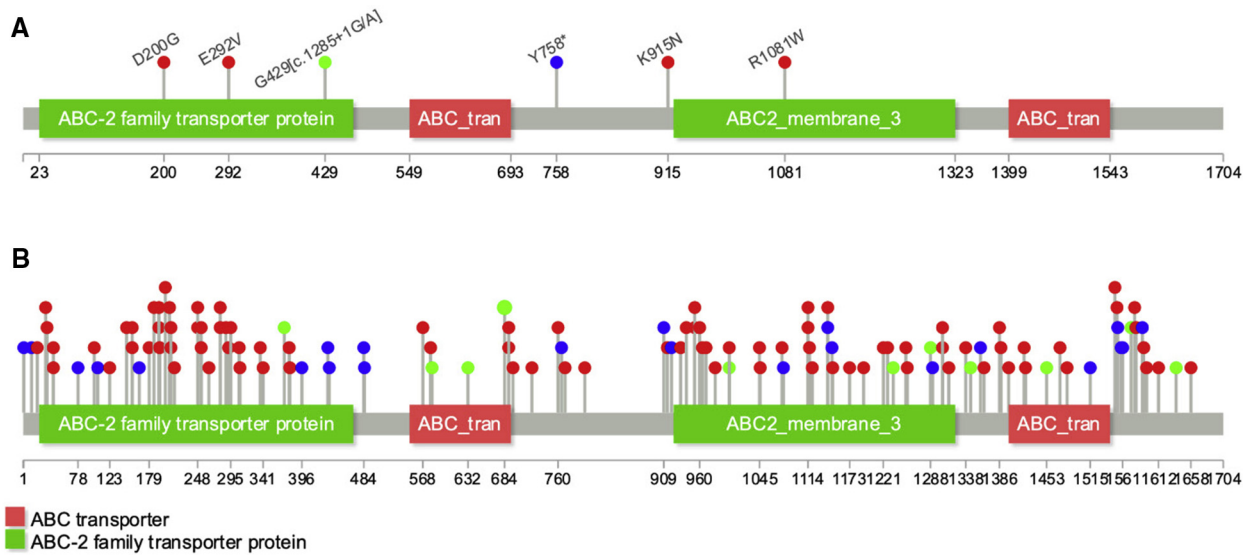 A
D200G E292V G429[c.1285+1G/A] Y758* K915N R1081W
ABC-2 family transporter protein ABC_tran ABC2_membrane_3 ABC_tran
23 200 292 429 549 693 758 915 1081 1323 1399 1543 1704
B
ABC-2 family transporter protein ABC_tran ABC2_membrane_3 ABC_tran
1 78 123 179 248 295 341 396 484 568 632 684 760 909 960 1045 1114 1173 1221 1288 1338 1386 1453 1515 1561 1612 1658 1704
ABC transporter
ABC-2 family transporter protein